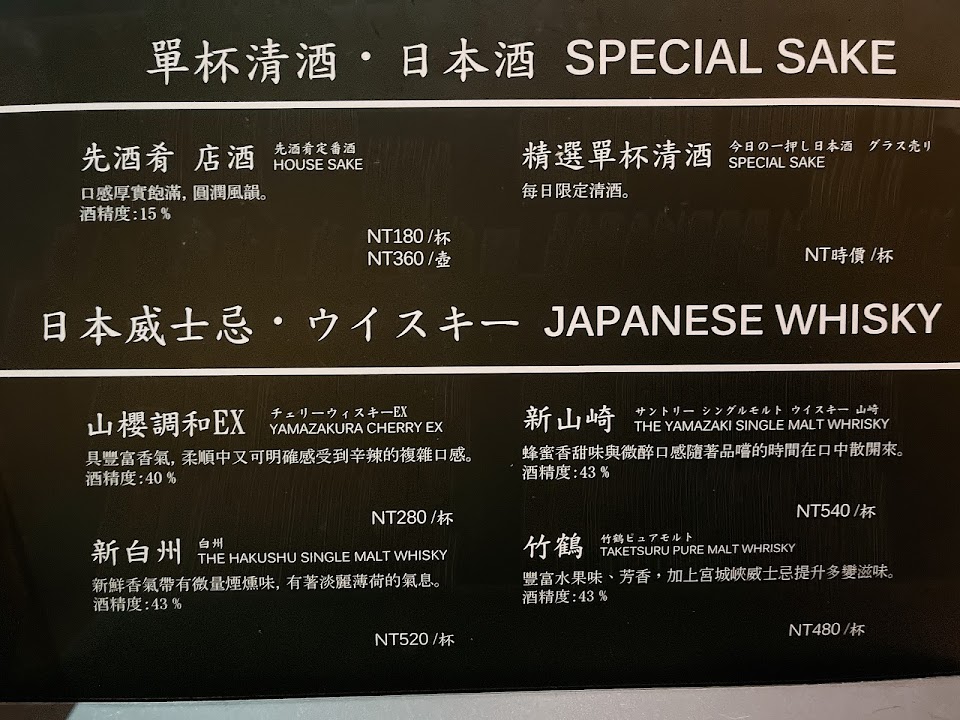 單杯清酒・日本酒 SPECIAL SAKE
先酒肴 店酒 先酒肴定番酒
HOUSE SAKE
口感厚實飽滿, 圓潤風韻。
酒精度:15%
NT180 /杯
NT360 /壺
精選單杯清酒 今日の一押し日本酒 グラス売り
SPECIAL SAKE
每日限定清酒。
NT時價 /杯
日本威士忌・ウイスキー JAPANESE WHISKY
山櫻調和EX チェリーウィスキーEX
YAMAZAKURA CHERRY EX
具豐富香氣, 柔順中又可明確感受到辛辣的複雜口感。
酒精度:40%
NT280 /杯
新山崎 サントリー シングルモルト ウイスキー 山崎
THE YAMAZAKI SINGLE MALT WHRISKY
蜂蜜香甜味與微醉口感隨著品嚐的時間在口中散開來。
酒精度:43%
NT540 /杯
新白州 白州
THE HAKUSHU SINGLE MALT WHISKY
新鮮香氣帶有微量煙燻味, 有著淡麗薄荷的氣息。
酒精度:43%
NT520 /杯
竹鶴 竹鶴ピュアモルト
TAKETSURU PURE MALT WHRISKY
豐富水果味、芳香，加上宮城峽威士忌提升多變滋味。
酒精度:43%
NT480 /杯